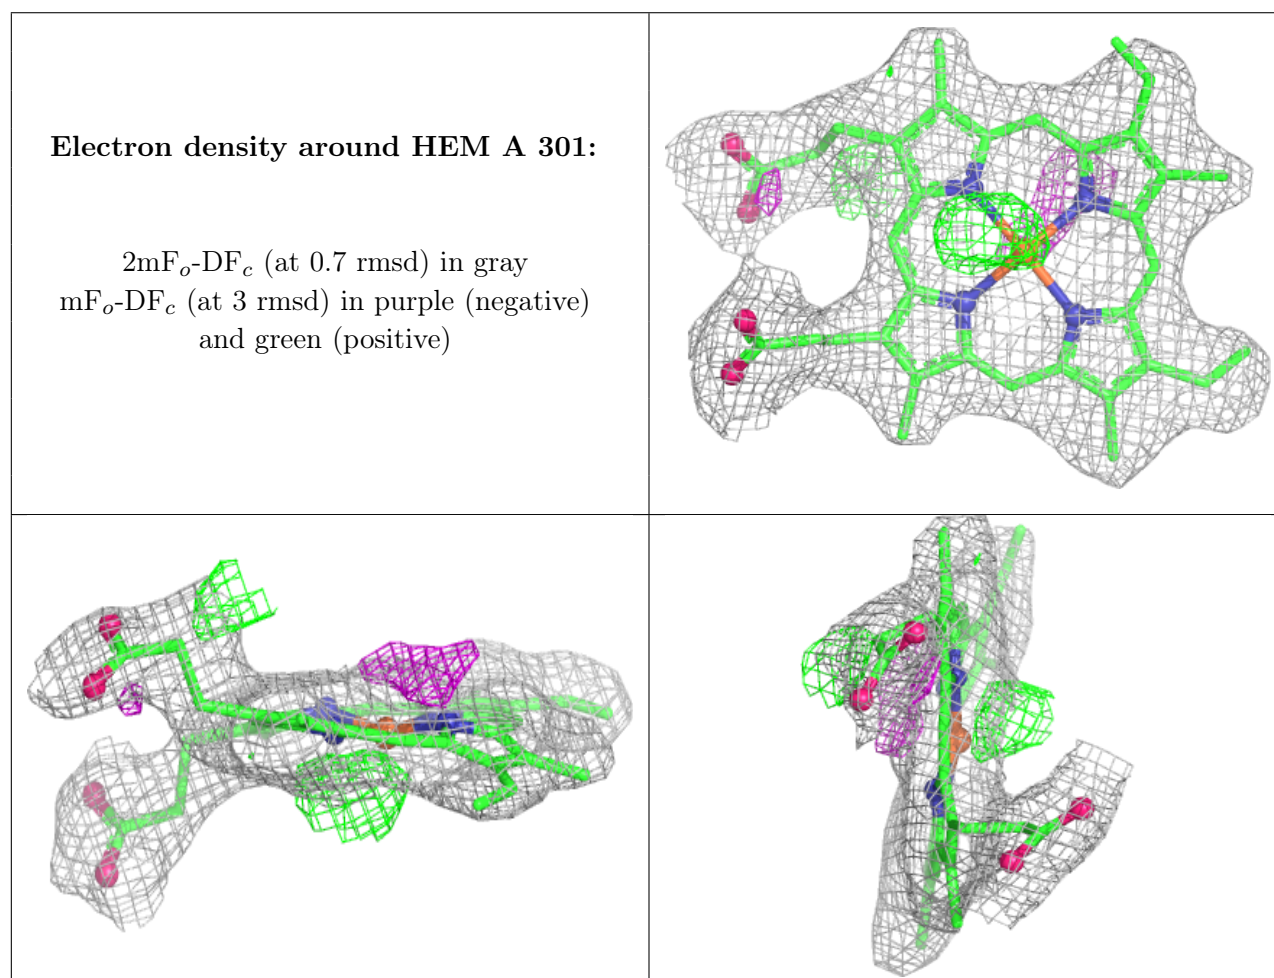 Electron density around HEM A 301:
2mFₒ-DF𝒸 (at 0.7 rmsd) in gray
mFₒ-DF𝒸 (at 3 rmsd) in purple (negative)
and green (positive)